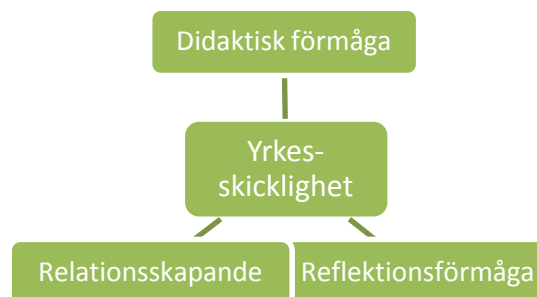 Didaktisk förmåga
Yrkes-
skicklighet
Relationsskapande
Reflektionsförmåga